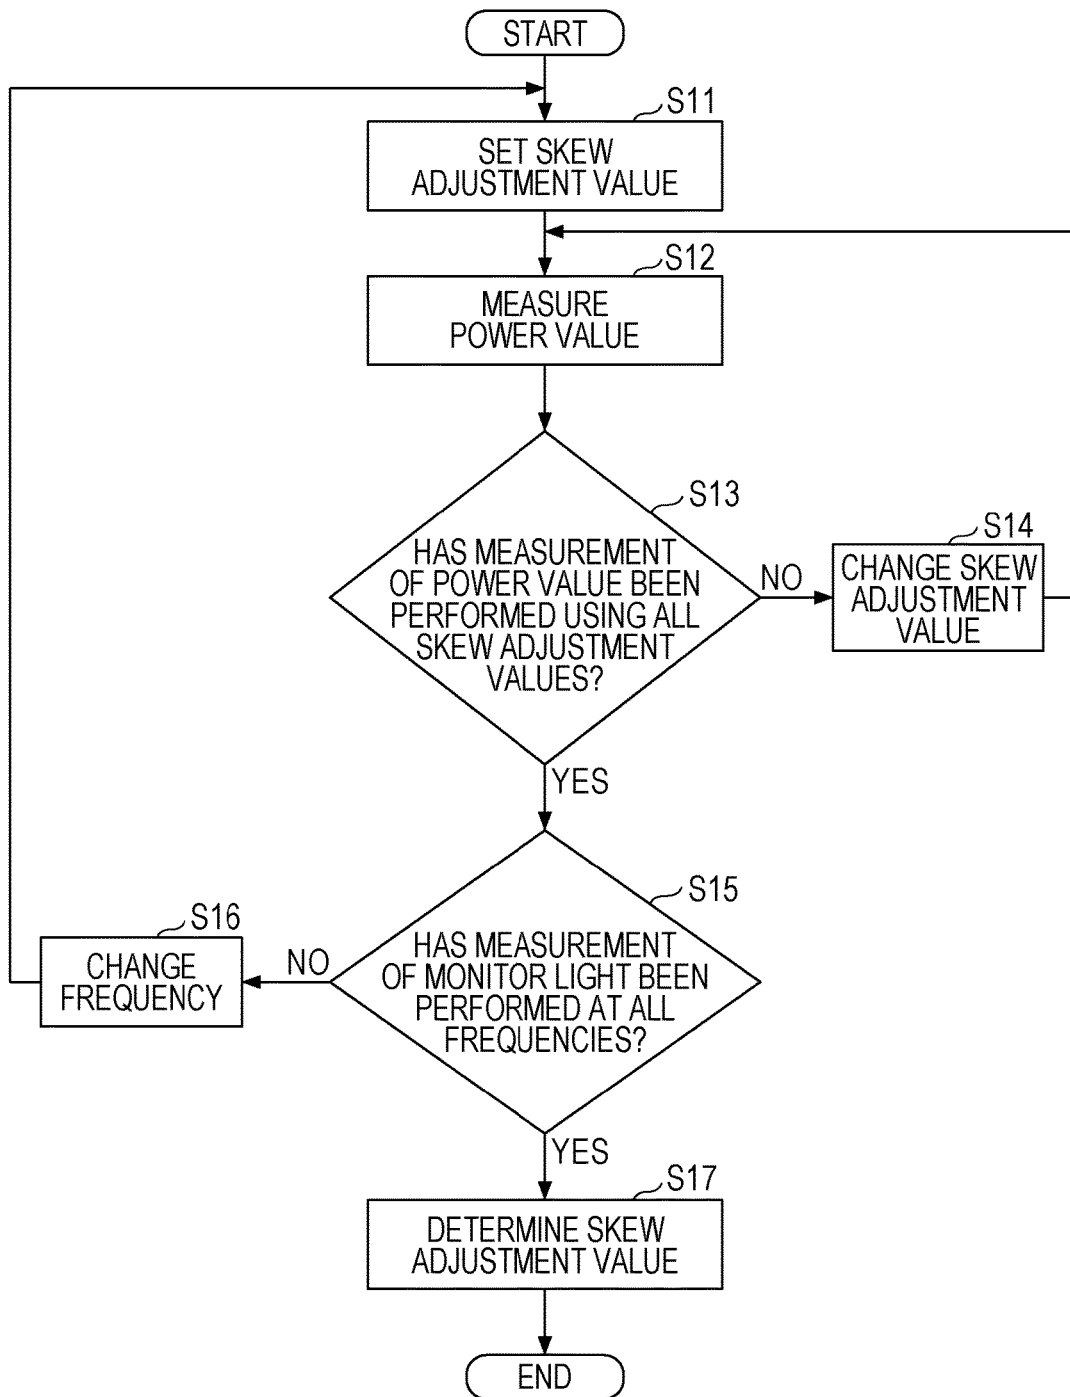 START
S11
SET SKEW
ADJUSTMENT VALUE
S12
MEASURE
POWER VALUE
S13
HAS MEASUREMENT
OF POWER VALUE BEEN
PERFORMED USING ALL
SKEW ADJUSTMENT
VALUES?
NO
S14
CHANGE SKEW
ADJUSTMENT
VALUE
YES
S15
HAS MEASUREMENT
OF MONITOR LIGHT BEEN
PERFORMED AT ALL
FREQUENCIES?
NO
S16
CHANGE
FREQUENCY
YES
S17
DETERMINE SKEW
ADJUSTMENT VALUE
END